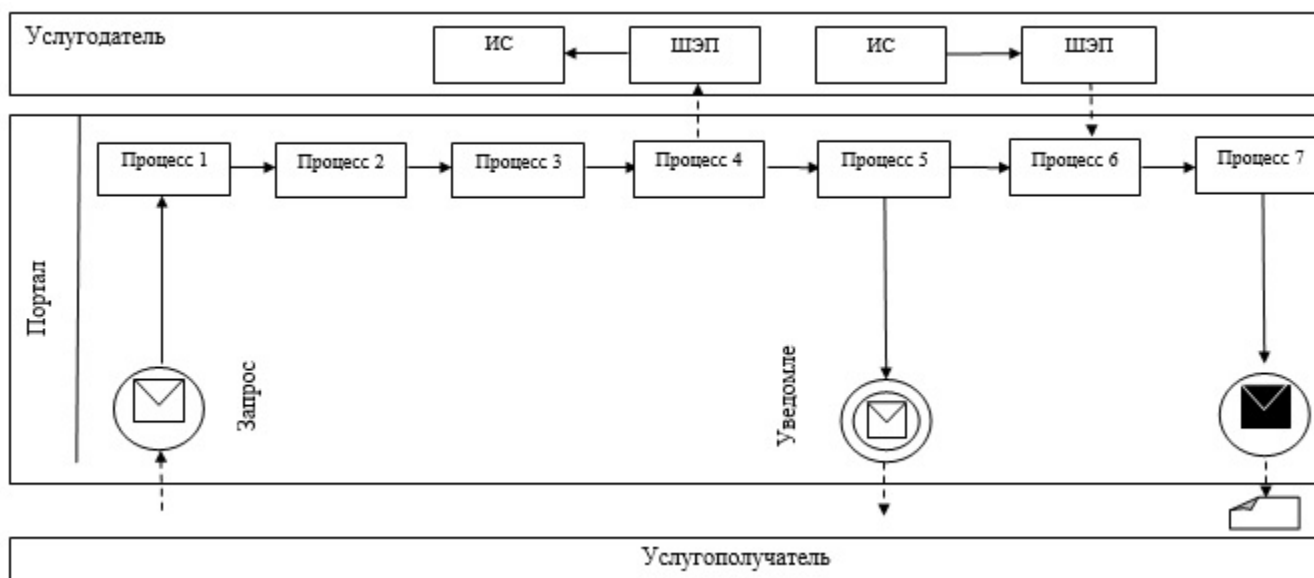 Услугодатель
ИС
ШЭП
ИС
ШЭП
Процесс 1
Процесс 2
Процесс 3
Процесс 4
Процесс 5
Процесс 6
Процесс 7
Портал
Запрос
Уведомле
Услугополучатель